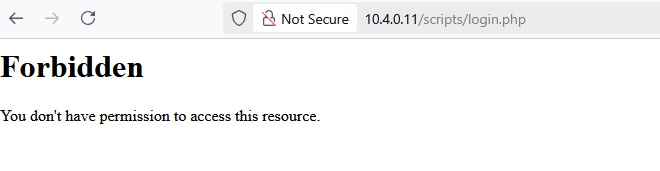 Not Secure 10.4.0.11/scripts/login.php
Forbidden
You don't have permission to access this resource.